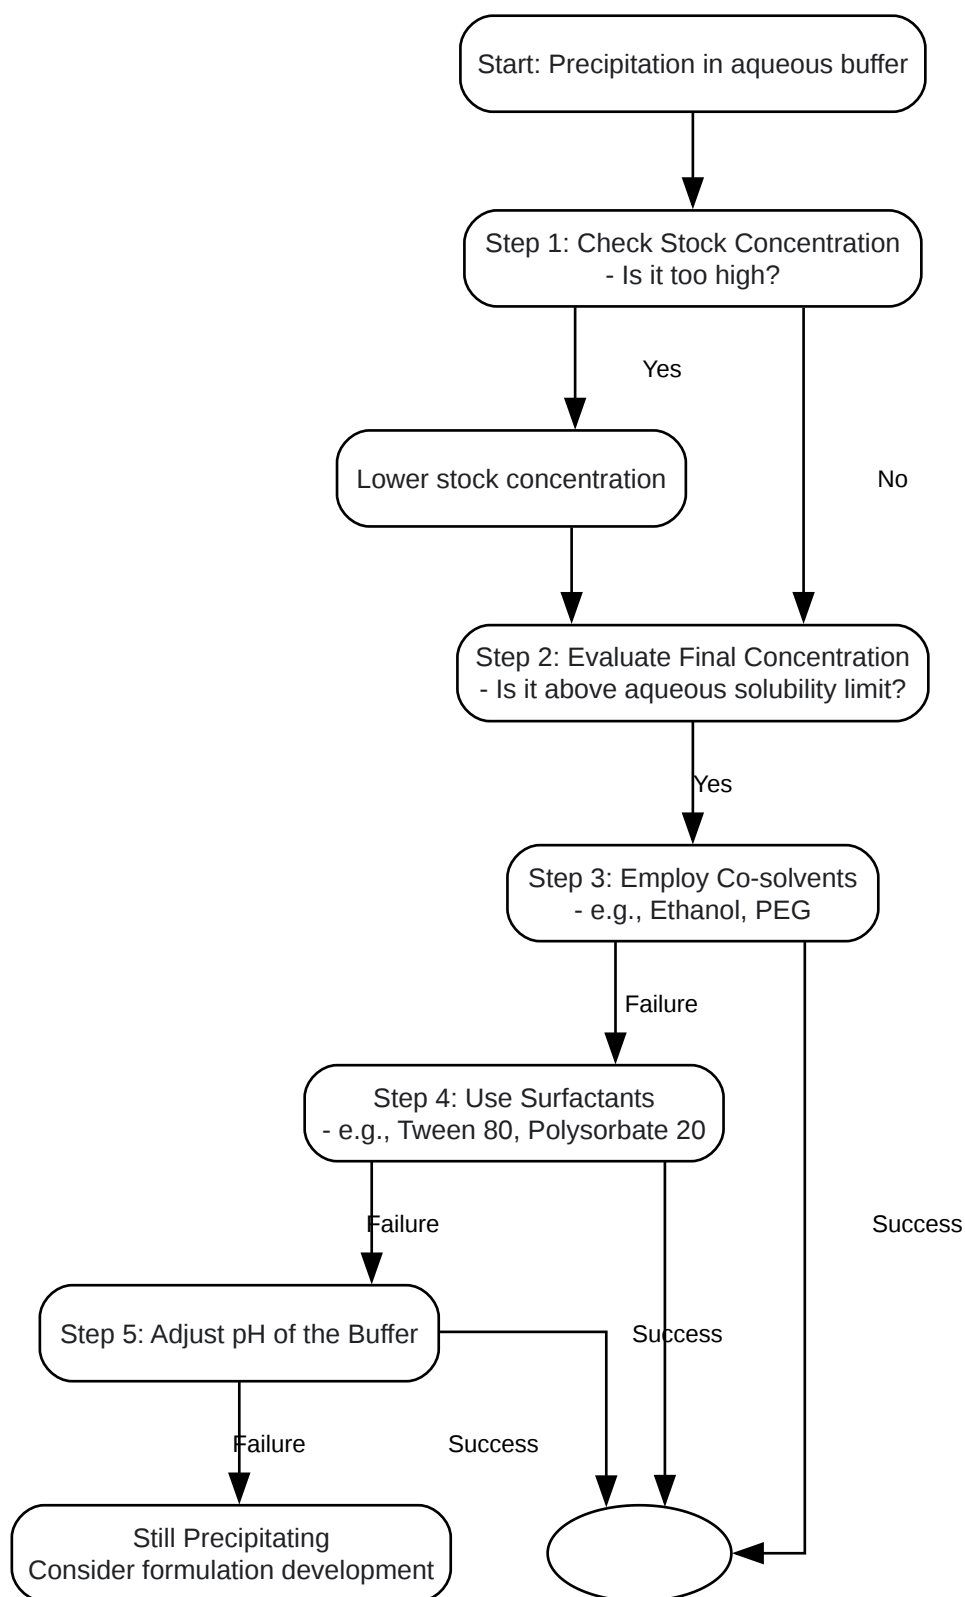 Start: Precipitation in aqueous buffer
Step 1: Check Stock Concentration
- Is it too high?
Yes
Lower stock concentration
No
Step 2: Evaluate Final Concentration
- Is it above aqueous solubility limit?
Yes
Step 3: Employ Co-solvents
- e.g., Ethanol, PEG
Failure
Step 4: Use Surfactants
- e.g., Tween 80, Polysorbate 20
Failure
Success
Step 5: Adjust pH of the Buffer
Success
Failure
Success
Still Precipitating
Consider formulation development